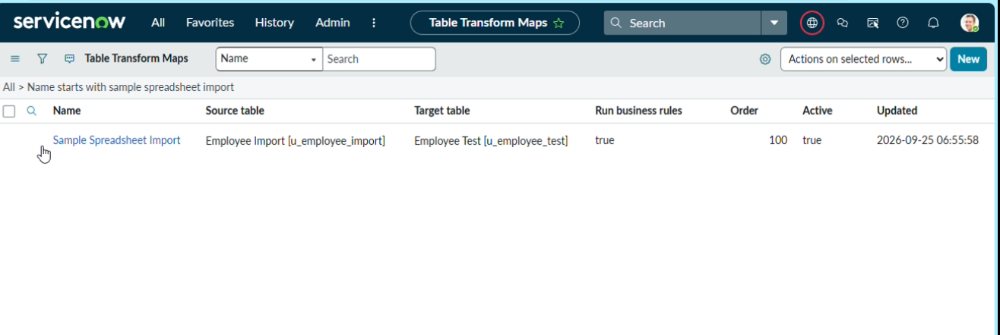 servicenow All Favorites History Admin Table Transform Maps Search
Table Transform Maps Name Search Actions on selected rows... New
All > Name starts with sample spreadsheet import
Name Source table Target table Run business rules Order Active Updated
Sample Spreadsheet Import Employee Import [u_employee_import] Employee Test [u_employee_test] true 100 true 2026-09-25 06:55:58